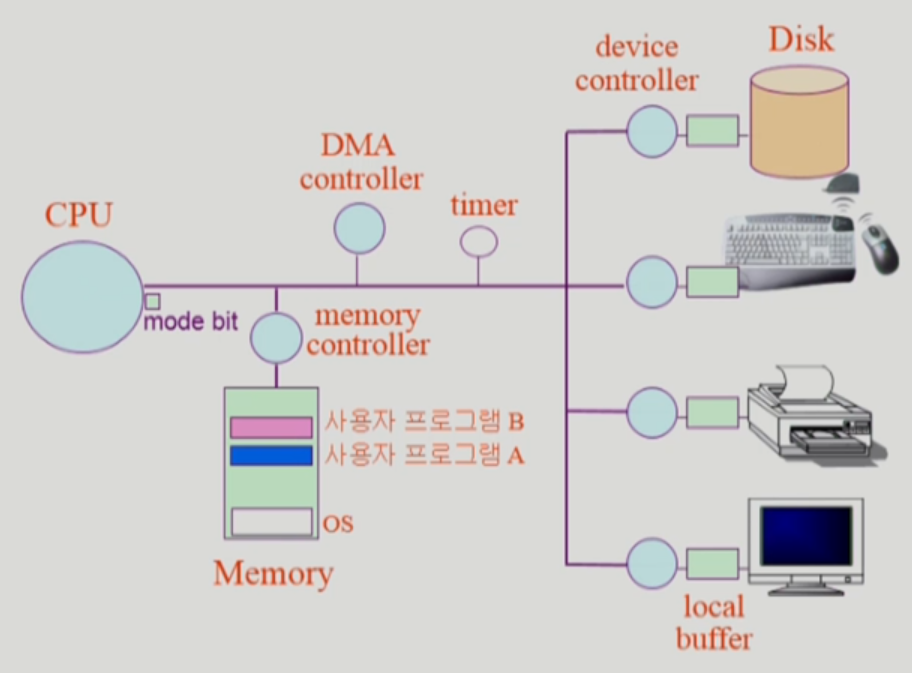 device
controller
Disk
DMA
controller
timer
CPU
mode bit
memory
controller
사용자 프로그램 B
사용자 프로그램 A
OS
Memory
local
buffer